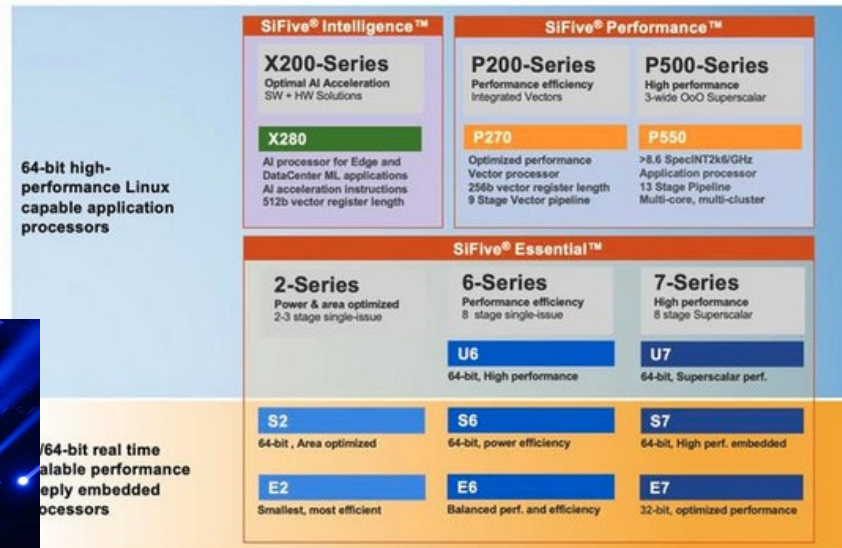 SiFive® Intelligence™
X200-Series
Optimal AI Acceleration
SW + HW Solutions
X280
AI processor for Edge and
DataCenter ML applications
AI acceleration instructions
512b vector register length
SiFive® Performance™
P200-Series
Performance efficiency
Integrated Vectors
P270
Optimized performance
Vector processor
256b vector register length
9 Stage Vector pipeline
P500-Series
High performance
3-wide OoO Superscalar
P550
>8.6 SpecINT2k6/GHz
Application processor
13 Stage Pipeline
Multi-core, multi-cluster
64-bit high-
performance Linux
capable application
processors
SiFive® Essential™
2-Series
Power & area optimized
2-3 stage single-issue
6-Series
Performance efficiency
8 stage single-issue
7-Series
High performance
8 stage Superscalar
U6
64-bit, High performance
U7
64-bit, Superscalar perf.
/64-bit real time
alable performance
eply embedded
ocessors
S2
64-bit , Area optimized
S6
64-bit, power efficiency
S7
64-bit, High perf. embedded
E2
Smallest, most efficient
E6
Balanced perf. and efficiency
E7
32-bit, optimized performance